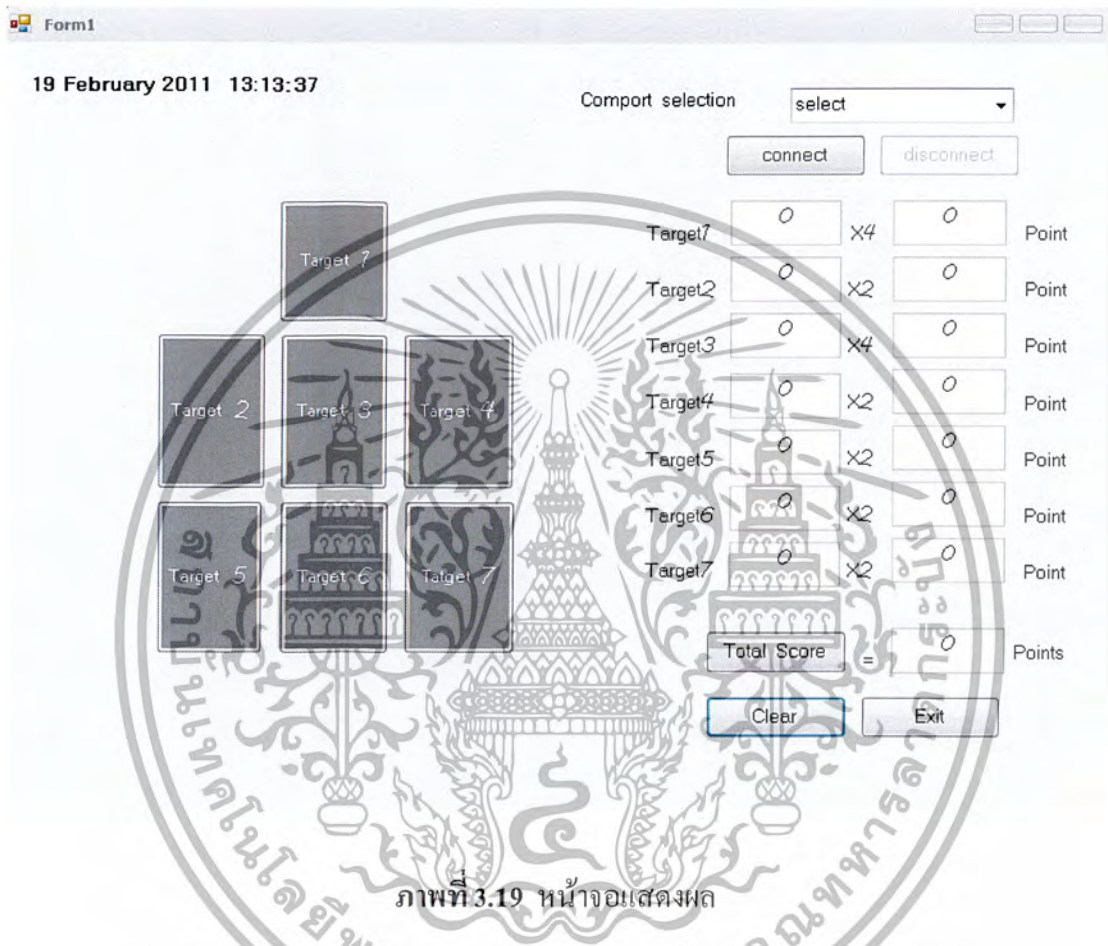 Form1
19 February 2011 13:13:37
Comport selection select
connect disconnect
Target 1
Target 2 Target 3 Target 4
Target 5 Target 6 Target 7
Target1 0 X4 0 Point
Target2 0 X2 0 Point
Target3 0 X4 0 Point
Target4 0 X2 0 Point
Target5 0 X2 0 Point
Target6 0 X2 0 Point
Target7 0 X2 0 Point
Total Score = 0 Points
Clear Exit
ภาพที่ 3.19 หน้าจอแสดงผล